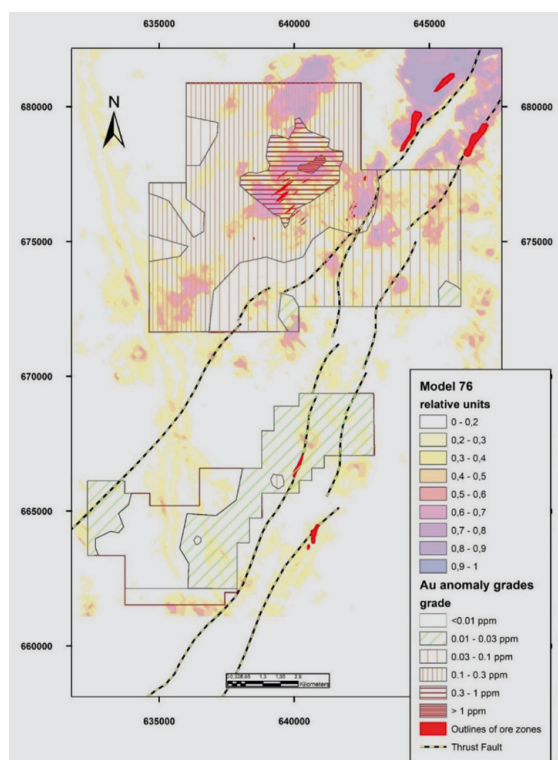 635000
640000
645000
680000
680000
N
675000
675000
670000
665000
660000
Model 76
relative units
0 - 0,2
0,2 - 0,3
0,3 - 0,4
0,4 - 0,5
0,5 - 0,6
0,6 - 0,7
0,7 - 0,8
0,8 - 0,9
0,9 - 1
Au anomaly grades
grade
<0.01 ppm
0.01 - 0.03 ppm
0.03 - 0.1 ppm
0.1 - 0.3 ppm
0.3 - 1 ppm
> 1 ppm
Outlines of ore zones
Thrust Fault
Kilometers
635000
640000